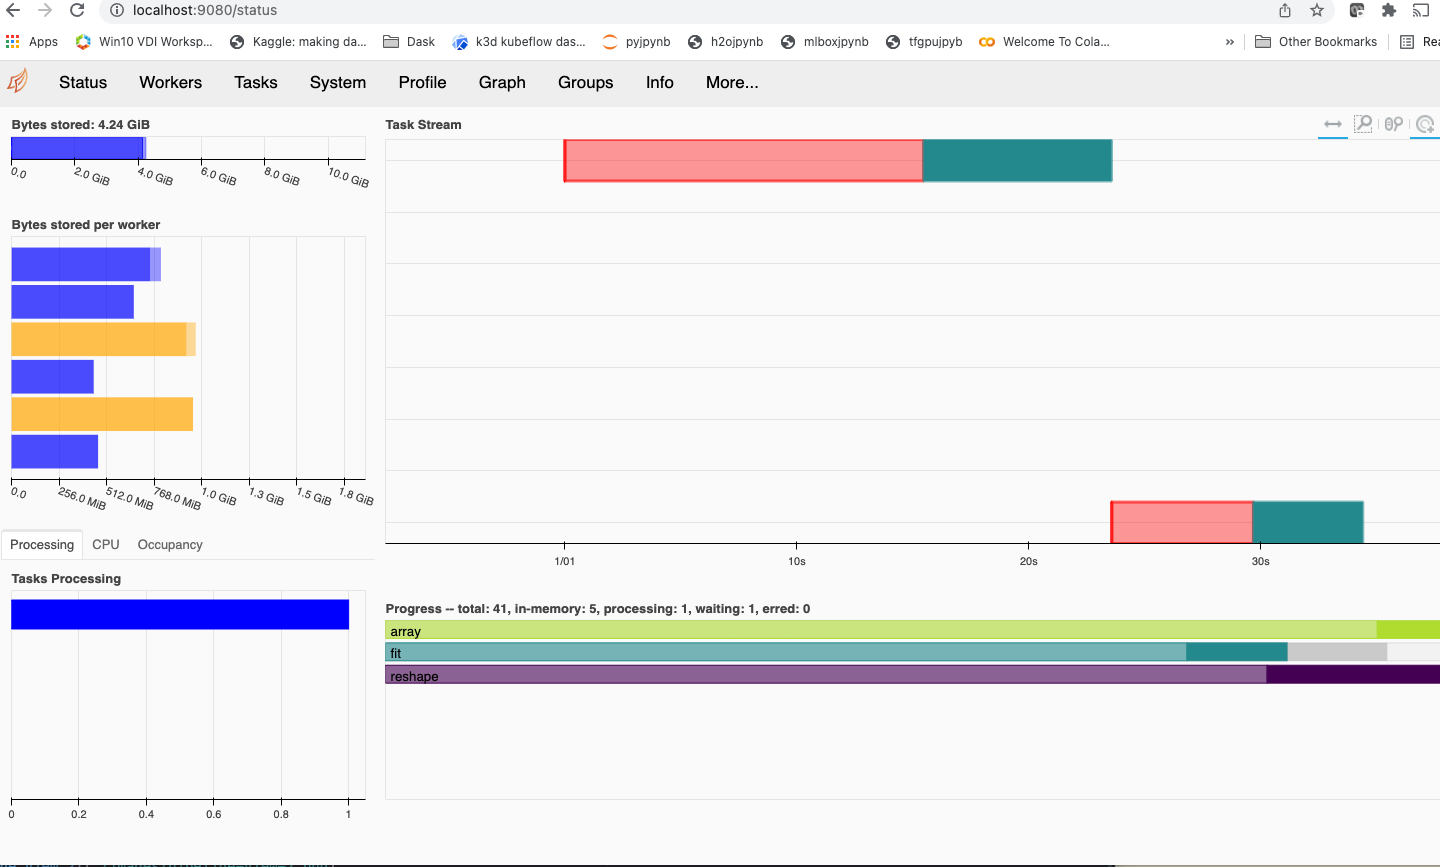 localhost:9080/status
Apps Win10 VDI Worksp... Kaggle: making da... Dask k3d kubeflow das... pyjpynb h2ojpynb mlboxjpynb tfgpujpyb Welcome To Cola... » Other Bookmarks Rea
Status Workers Tasks System Profile Graph Groups Info More...
Bytes stored: 4.24 GiB
0.0 2.0 GiB 4.0 GiB 6.0 GiB 8.0 GiB 10.0 GiB
Bytes stored per worker
0.0 256.0 MiB 512.0 MiB 768.0 MiB 1.0 GiB 1.3 GiB 1.5 GiB 1.8 GiB
Processing CPU Occupancy
Tasks Processing
0 0.2 0.4 0.6 0.8 1
Task Stream
1/01 10s 20s 30s
Progress -- total: 41, in-memory: 5, processing: 1, waiting: 1, erred: 0
array
fit
reshape